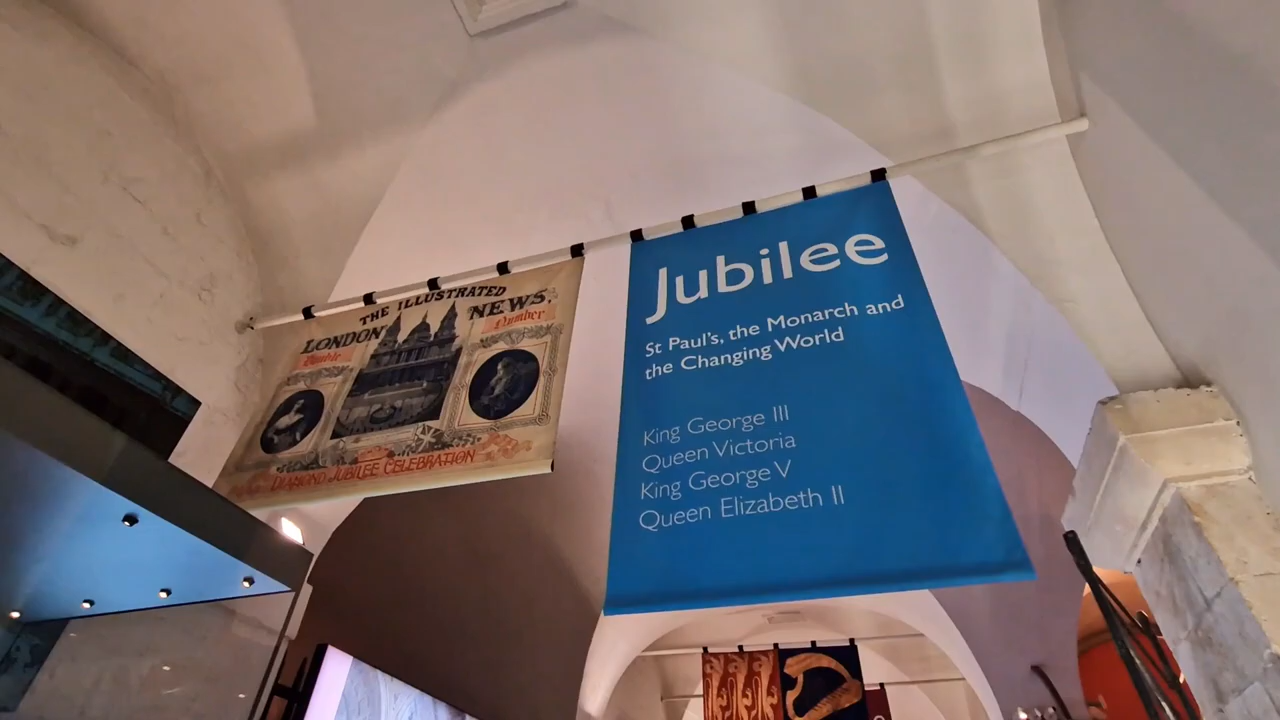 THE ILLUSTRATED
LONDON NEWS.
Number
DIAMOND JUBILEE CELEBRATION
Jubilee
St Paul's, the Monarch and
the Changing World
King George III
Queen Victoria
King George V
Queen Elizabeth II